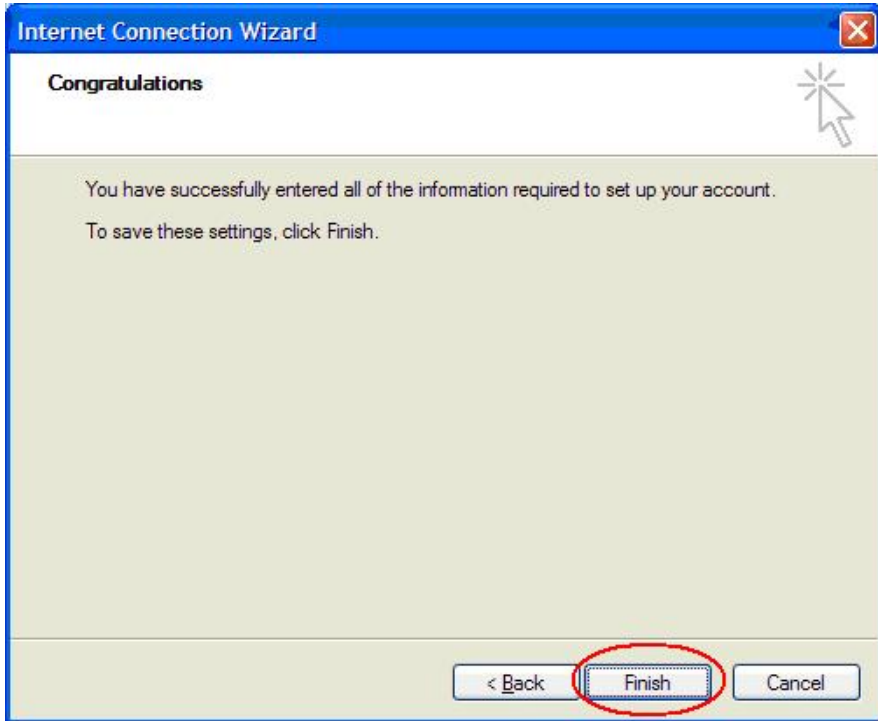 Internet Connection Wizard
Congratulations
You have successfully entered all of the information required to set up your account.
To save these settings, click Finish.
< Back
Finish
Cancel